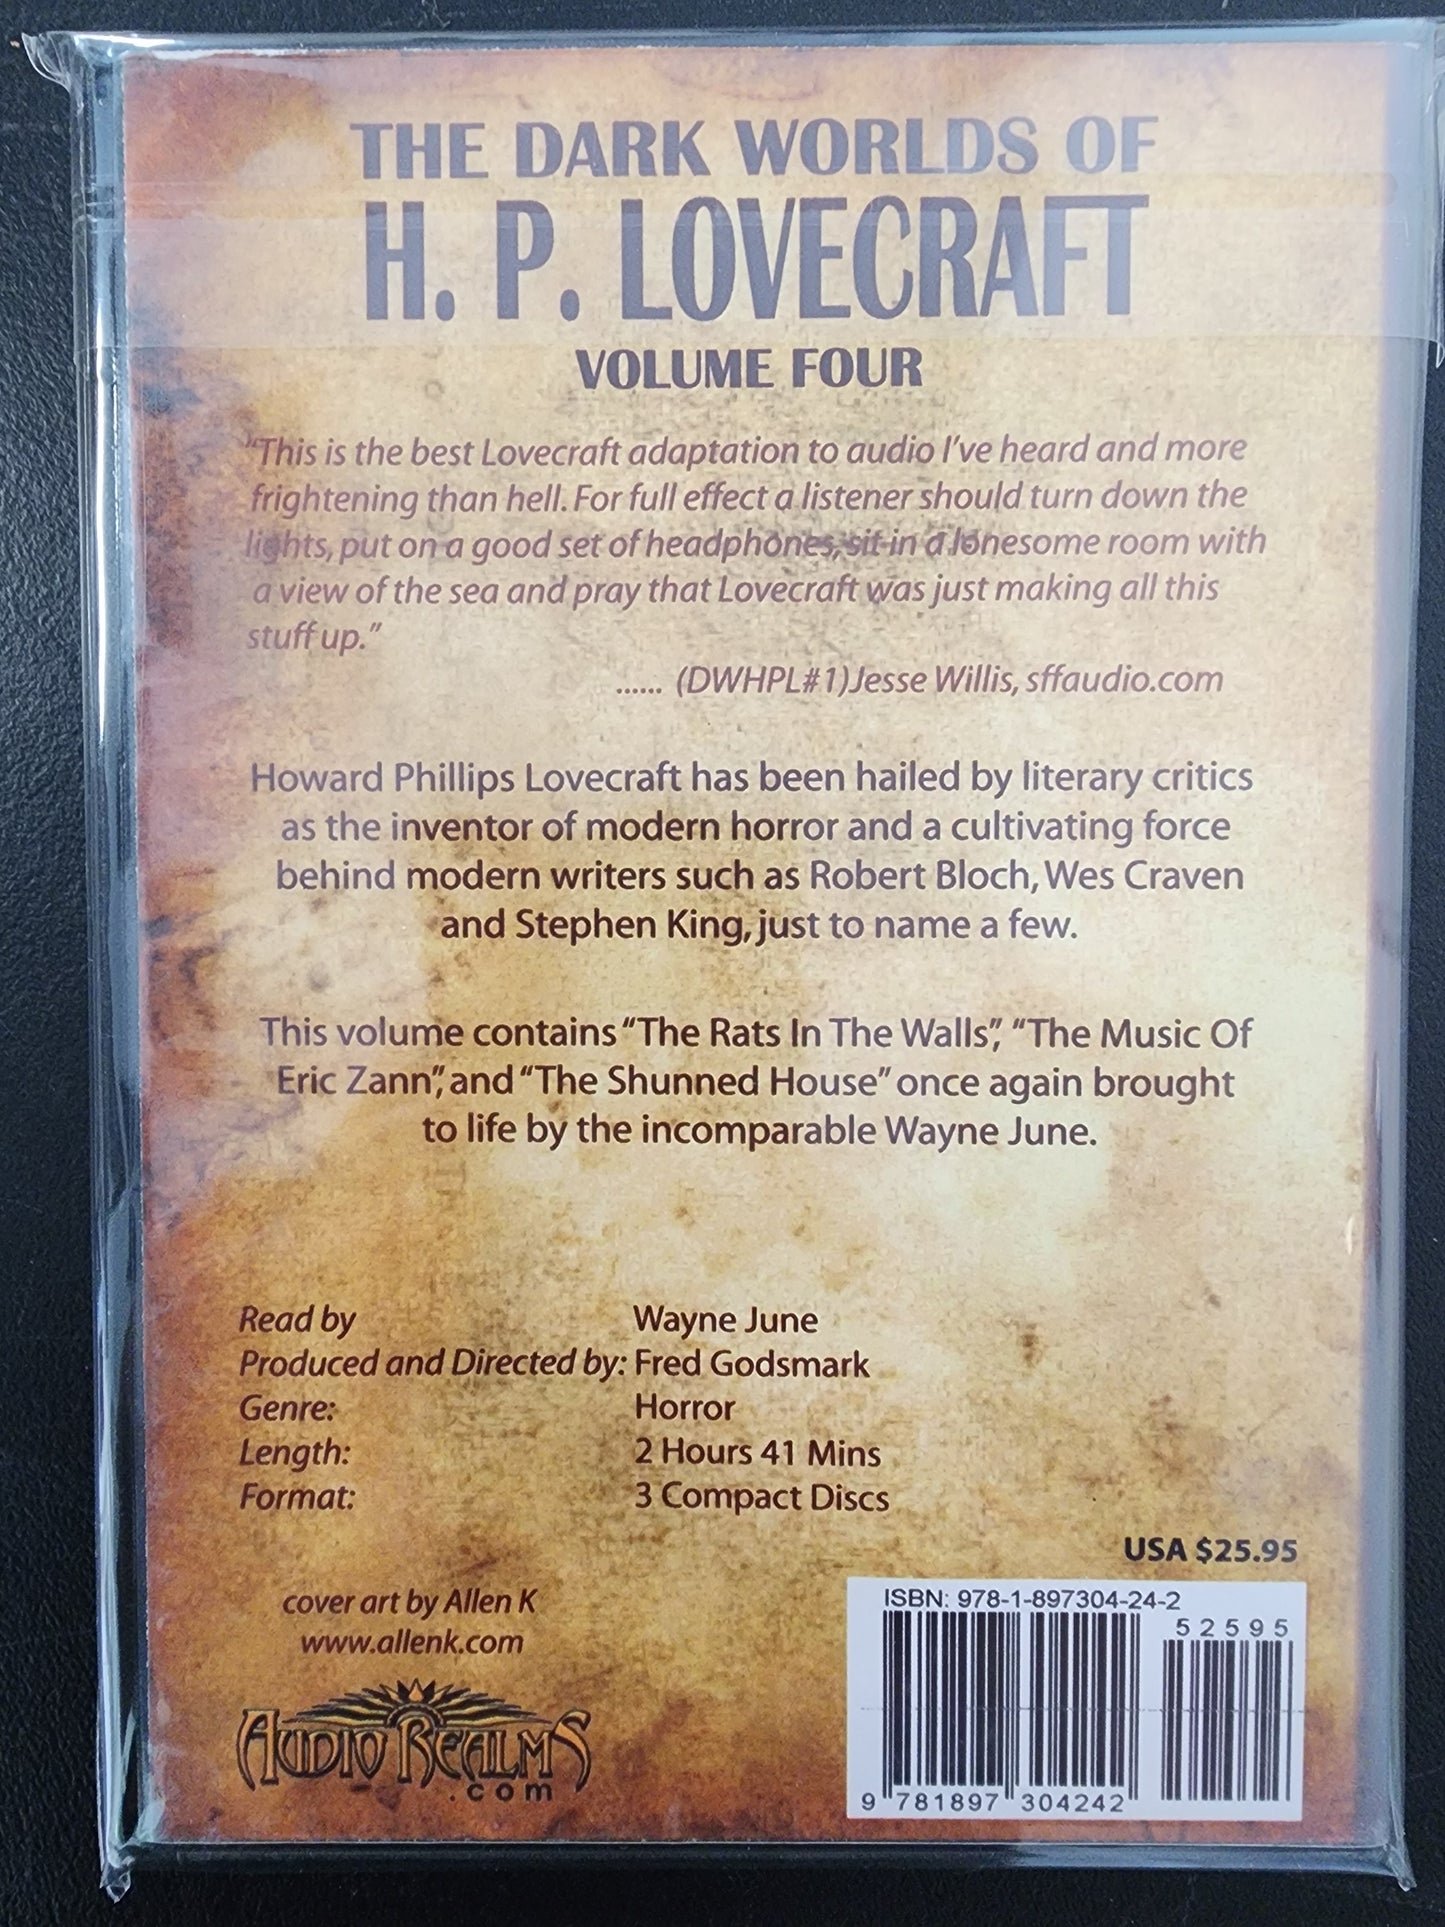 THE DARK WORLDS OF
H. P. LOVECRAFT
VOLUME FOUR
"This is the best Lovecraft adaptation to audio I've heard and more
frightening than hell. For full effect a listener should turn down the
lights, put on a good set of headphones, sit in a lonesome room with
a view of the sea and pray that Lovecraft was just making all this
stuff up."
...... (DWHPL#1)Jesse Willis, sffaudio.com
Howard Phillips Lovecraft has been hailed by literary critics
as the inventor of modern horror and a cultivating force
behind modern writers such as Robert Bloch, Wes Craven
and Stephen King, just to name a few.
This volume contains "The Rats In The Walls", "The Music Of
Eric Zann", and "The Shunned House" once again brought
to life by the incomparable Wayne June.
Read by Wayne June
Produced and Directed by: Fred Godsmark
Genre: Horror
Length: 2 Hours 41 Mins
Format: 3 Compact Discs
USA $25.95
cover art by Allen K
www.allenk.com
AUDIO REALMS
.com
ISBN: 978-1-897304-24-2
52595
9 781897 304242